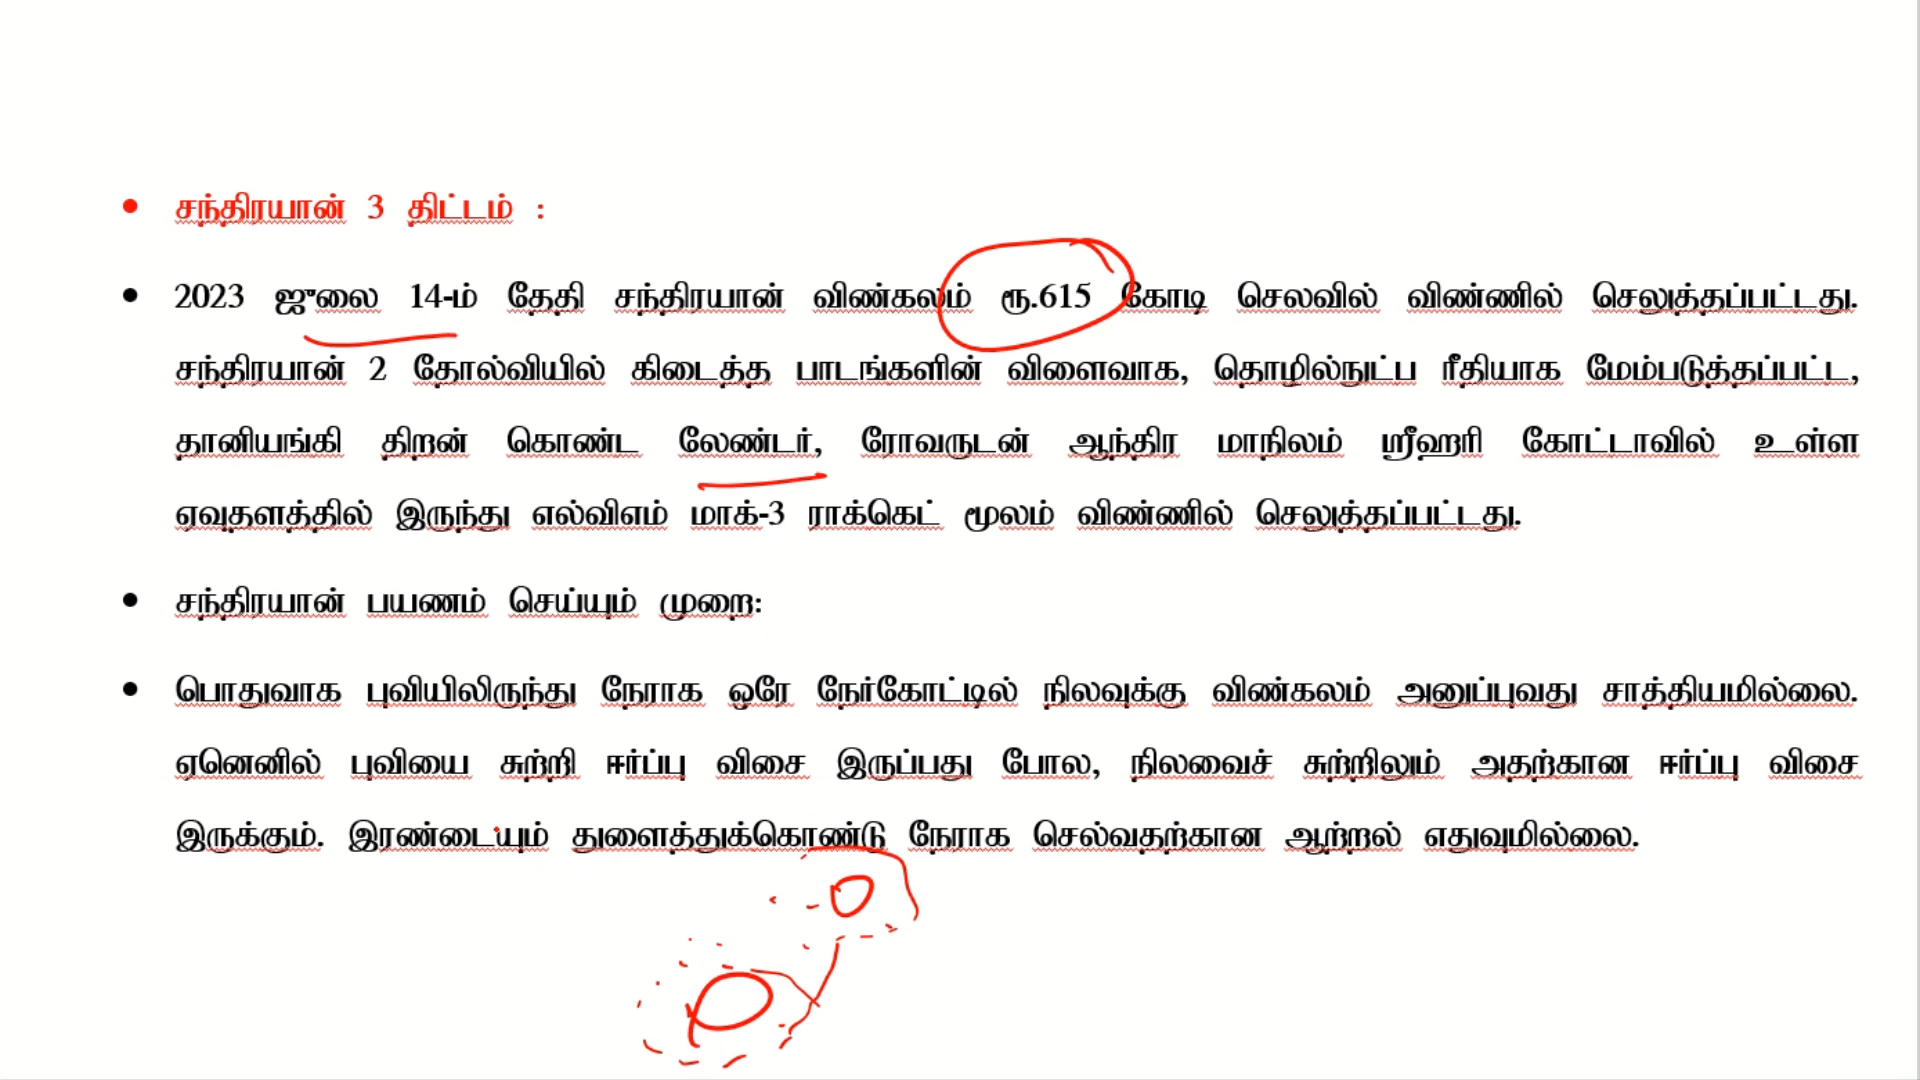 • சந்திரயான் 3 திட்டம் :
• 2023 ஜுலை 14-ம் தேதி சந்திரயான் விண்கலம் ரூ.615 கோடி செலவில் விண்ணில் செலுத்தப்பட்டது.
சந்திரயான் 2 தோல்வியில் கிடைத்த பாடங்களின் விளைவாக, தொழில்நுட்ப ரீதியாக மேம்படுத்தப்பட்ட,
தானியங்கி திறன் கொண்ட லேண்டர், ரோவருடன் ஆந்திர மாநிலம் ஸ்ரீஹரி கோட்டாவில் உள்ள
ஏவுதளத்தில் இருந்து எல்விஎம் மாக்-3 ராக்கெட் மூலம் விண்ணில் செலுத்தப்பட்டது.
• சந்திரயான் பயணம் செய்யும் முறை:
• பொதுவாக புவியிலிருந்து நேராக ஒரே நேர்கோட்டில் நிலவுக்கு விண்கலம் அனுப்புவது சாத்தியமில்லை.
ஏனெனில் புவியை சுற்றி ஈர்ப்பு விசை இருப்பது போல, நிலவைச் சுற்றிலும் அதற்கான ஈர்ப்பு விசை
இருக்கும். இரண்டையும் துளைத்துக்கொண்டு நேராக செல்வதற்கான ஆற்றல் எதுவுமில்லை.